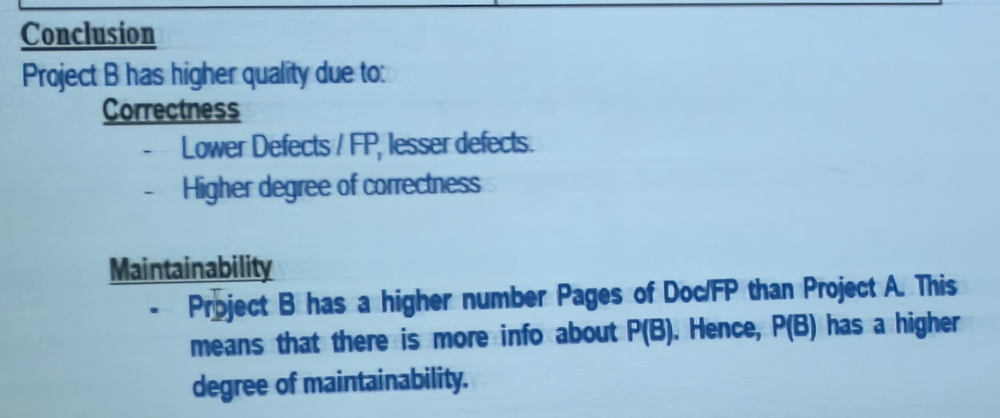 Conclusion
Project B has higher quality due to:
Correctness
- Lower Defects / FP, lesser defects.
- Higher degree of correctness
Maintainability
- Project B has a higher number Pages of Doc/FP than Project A. This
means that there is more info about P(B). Hence, P(B) has a higher
degree of maintainability.